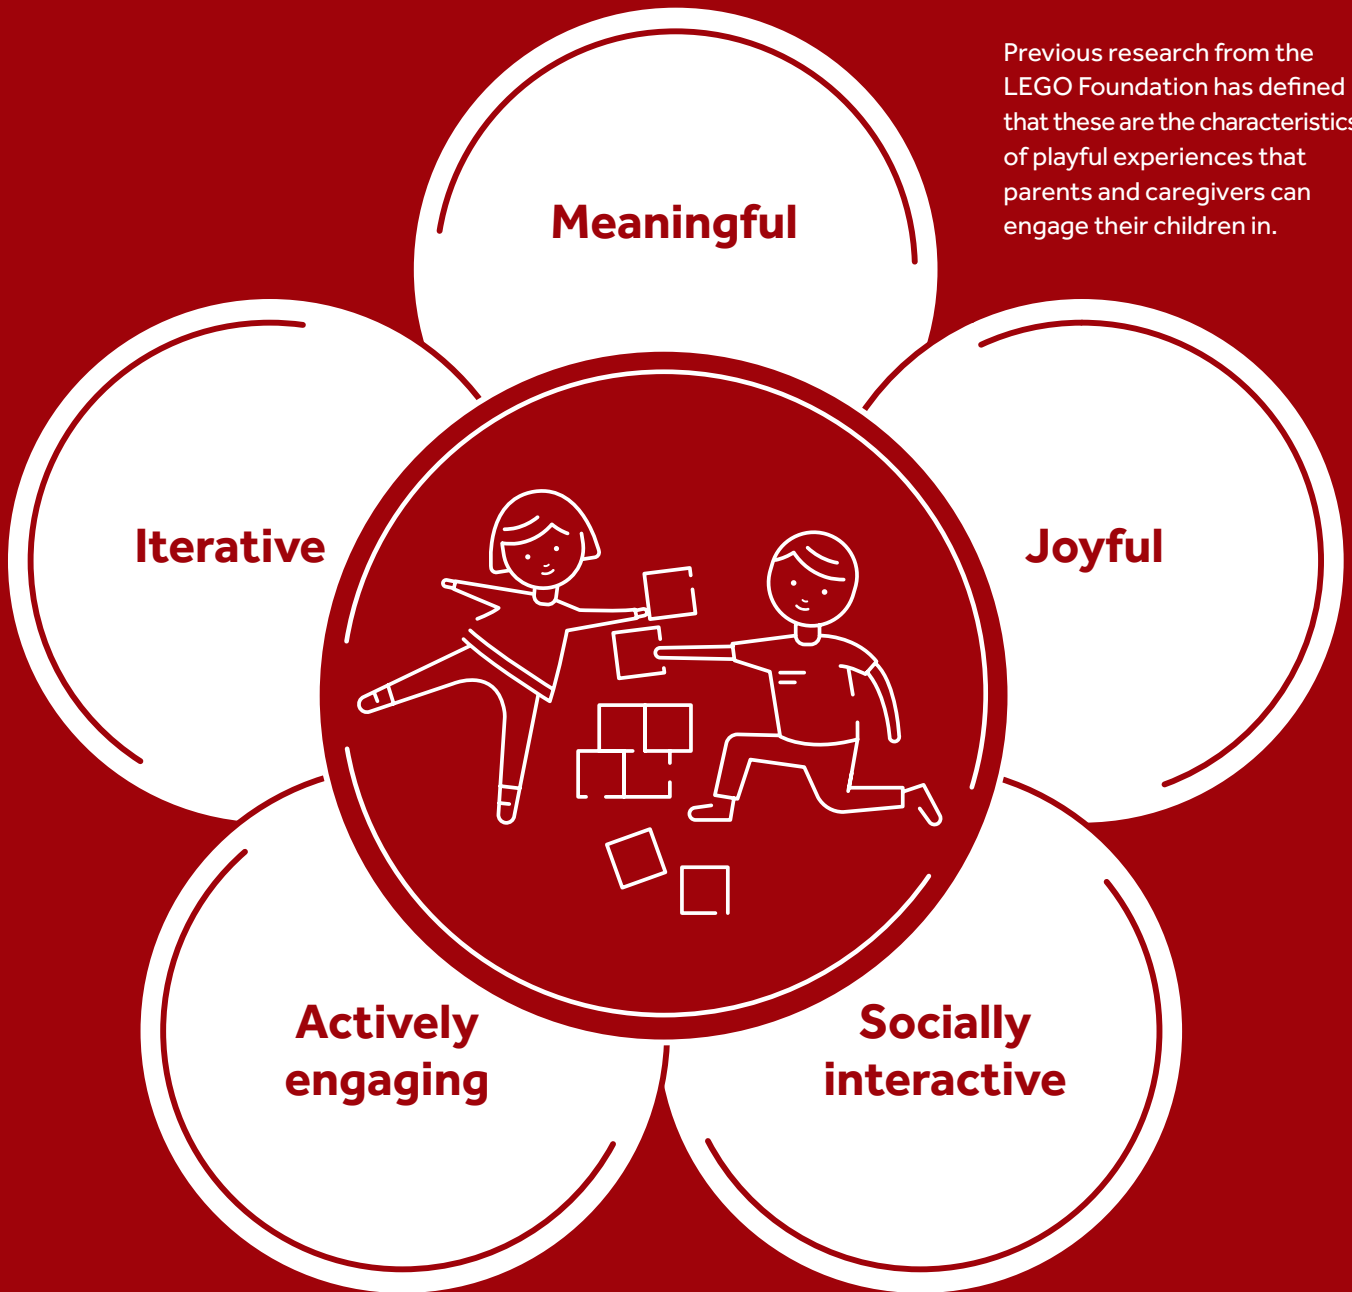 Previous research from the
LEGO Foundation has defined
that these are the characteristics
of playful experiences that
parents and caregivers can
engage their children in.
Meaningful
Iterative
Joyful
Actively
engaging
Socially
interactive